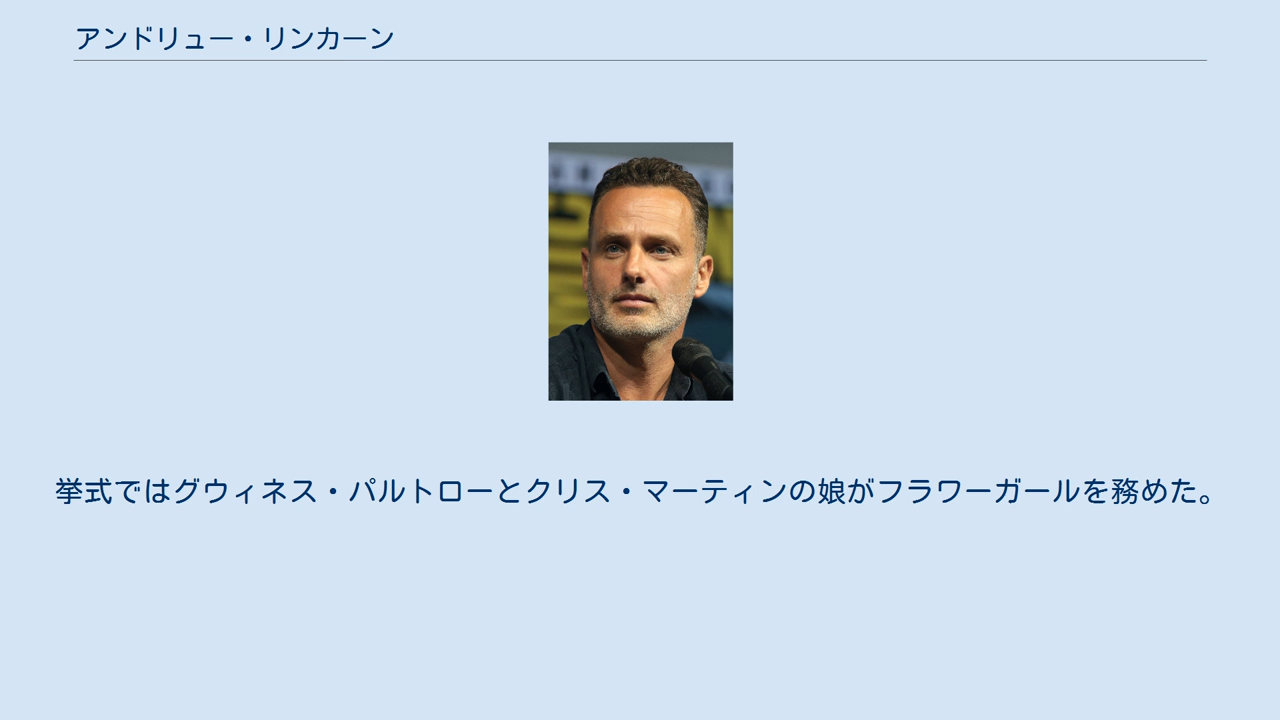 アンドリュー・リンカーン
挙式ではグウィネス・パルトローとクリス・マーティンの娘がフラワーガールを務めた。